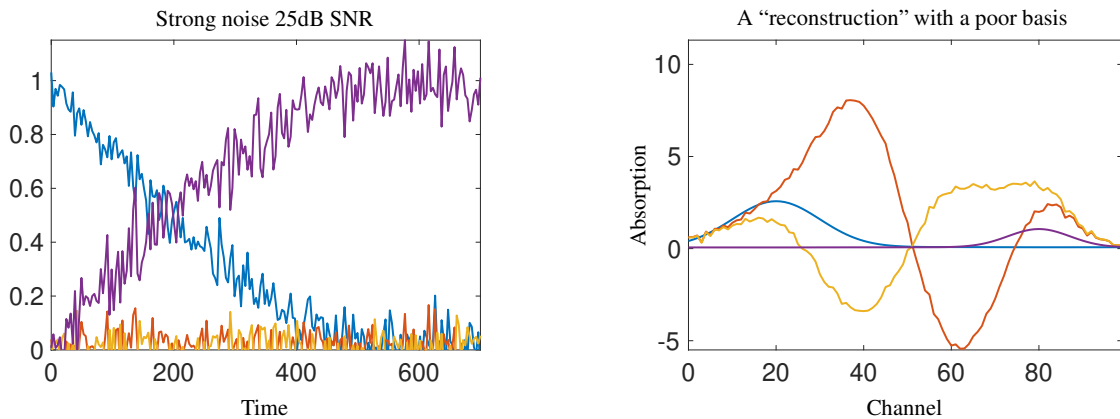 Strong noise 25dB SNR
1
0.8
0.6
0.4
0.2
0
0 200 400 600
Time
A “reconstruction” with a poor basis
10
5
0
-5
Absorption
0 20 40 60 80
Channel